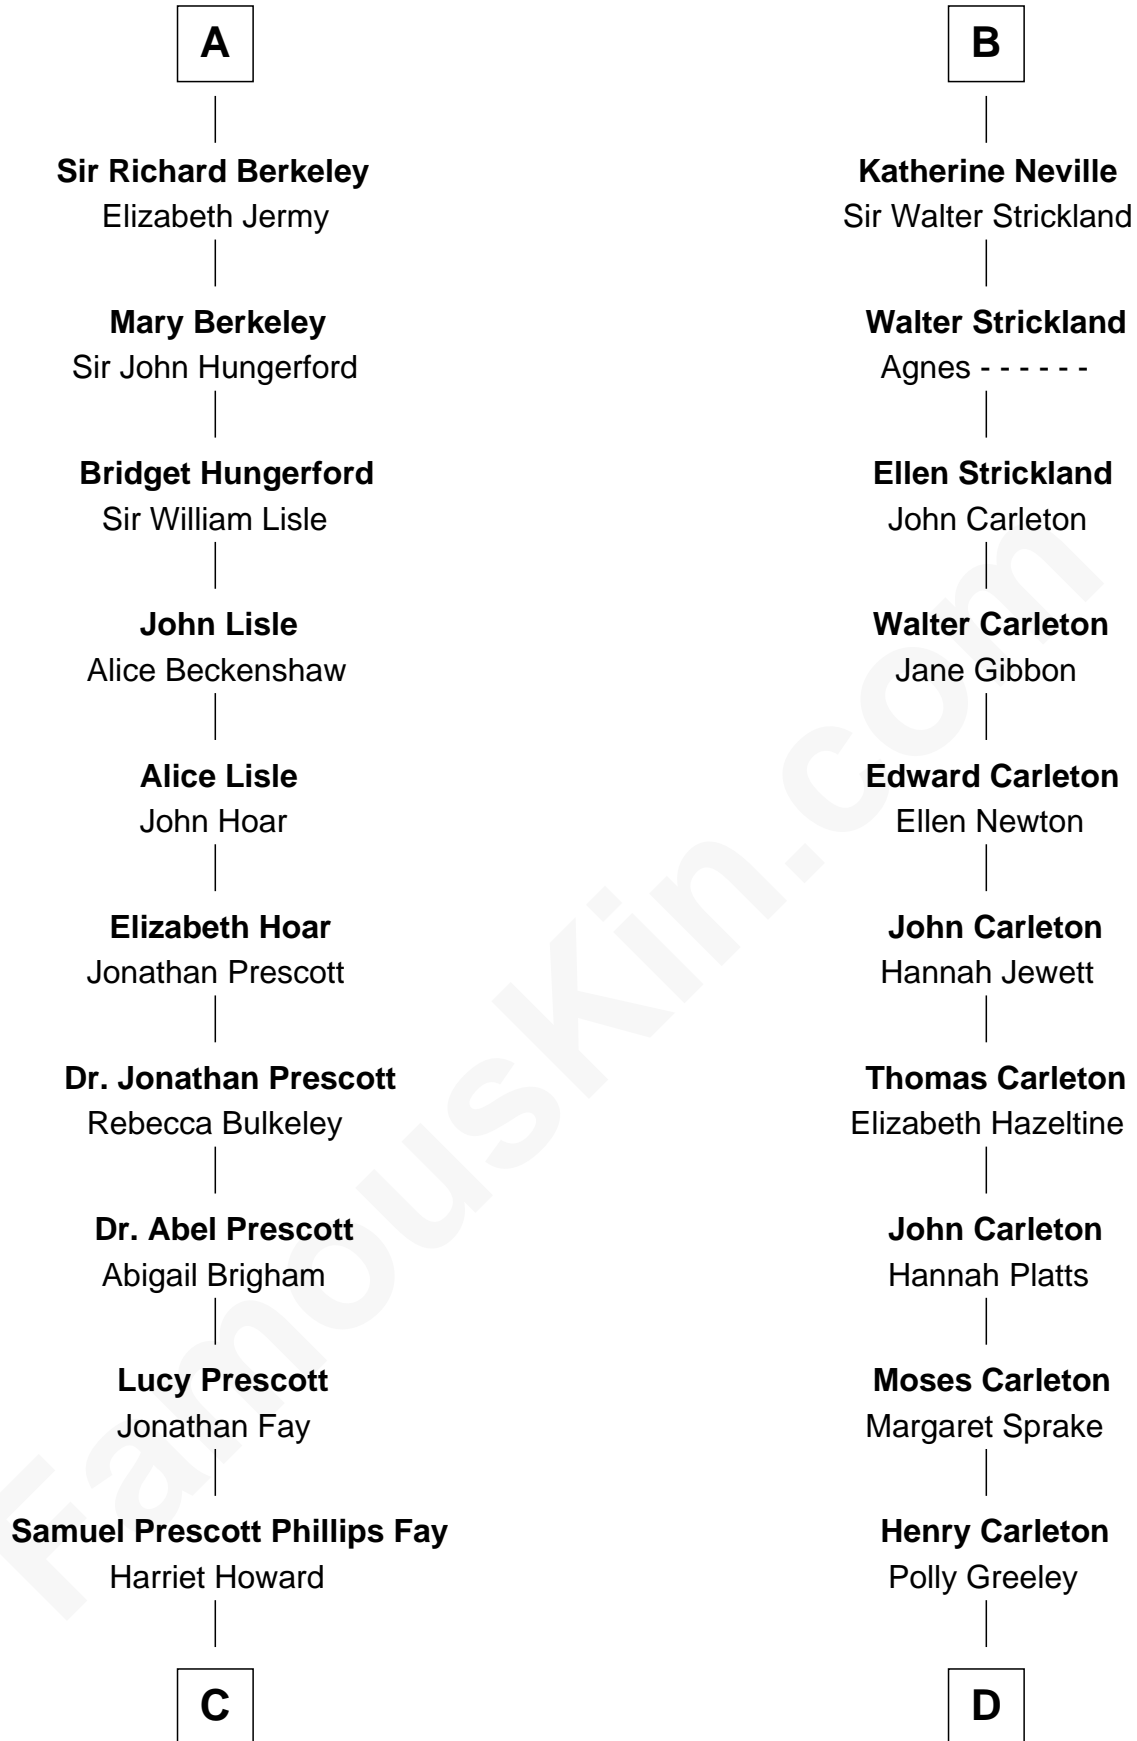 A
Sir Richard Berkeley
Elizabeth Jermy
Mary Berkeley
Sir John Hungerford
Bridget Hungerford
Sir William Lisle
John Lisle
Alice Beckenshaw
Alice Lisle
John Hoar
Elizabeth Hoar
Jonathan Prescott
Dr. Jonathan Prescott
Rebecca Bulkeley
Dr. Abel Prescott
Abigail Brigham
Lucy Prescott
Jonathan Fay
Samuel Prescott Phillips Fay
Harriet Howard
C
B
Katherine Neville
Sir Walter Strickland
Walter Strickland
Agnes - - - - - -
Ellen Strickland
John Carleton
Walter Carleton
Jane Gibbon
Edward Carleton
Ellen Newton
John Carleton
Hannah Jewett
Thomas Carleton
Elizabeth Hazeltine
John Carleton
Hannah Platts
Moses Carleton
Margaret Sprake
Henry Carleton
Polly Greeley
D
FamousKin.com